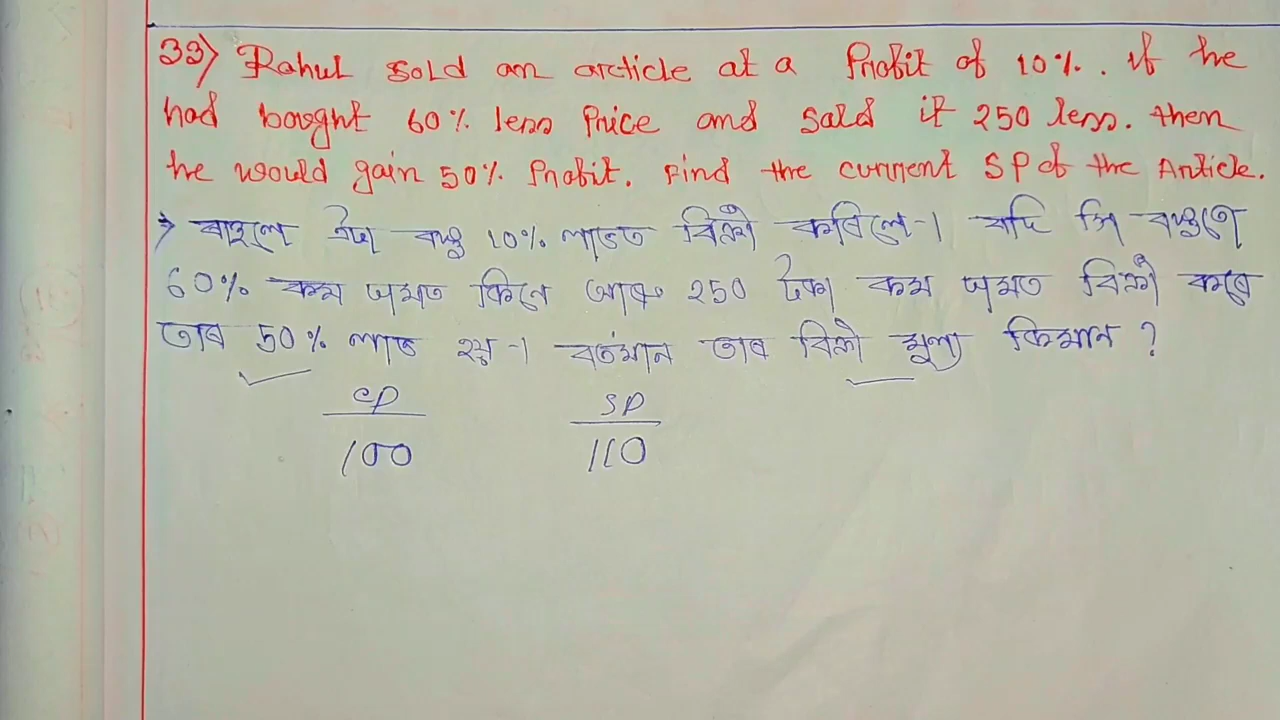 33) Rahul sold an article at a Profit of 10%. if he
had bought 60% less Price and sold it 250 less. then
he would gain 50% Profit. Find the current SP of the Article.
→ ৰাহুলে এটা বস্তু 10% লাভত বিক্ৰী কৰিলে। যদি সি বস্তুটো
60% কম দামত কিনে আৰু 250 টকা কম দামত বিক্ৰী কৰে
তাৰ 50% লাভ হয়। বৰ্তমান তাৰ বিক্ৰী মূল্য কিমান ?
CP SP
100 110